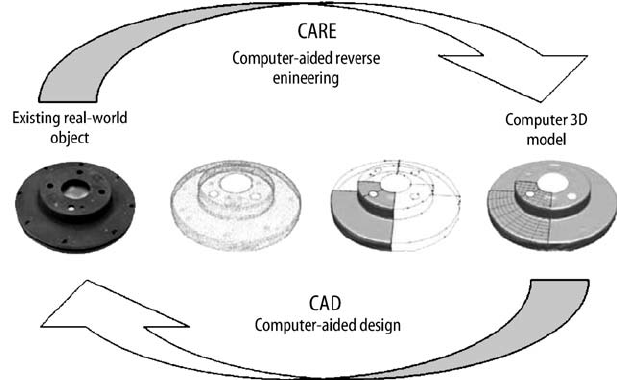 CARE
Computer-aided reverse
enineering
Existing real-world
object
Computer 3D
model
CAD
Computer-aided design